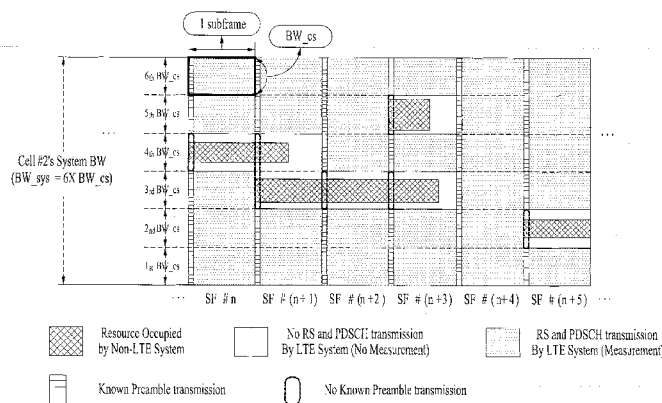 1 subframe
BW_cs
6th BW_cs
5th BW_cs
4th BW_cs
3rd BW_cs
2nd BW_cs
1st BW_cs
Cell #2's System BW
(BW_sys = 6X BW_cs)
... SF # n SF # (n+1) SF # (n+2) SF # (n+3) SF # (n+4) SF # (n+5) ...
Resource Occupied
by Non-LTE System
No RS and PDSCH transmission
By LTE System (No Measurement)
RS and PDSCH transmission
By LTE System (Measurement)
Known Preamble transmission
No Known Preamble transmission